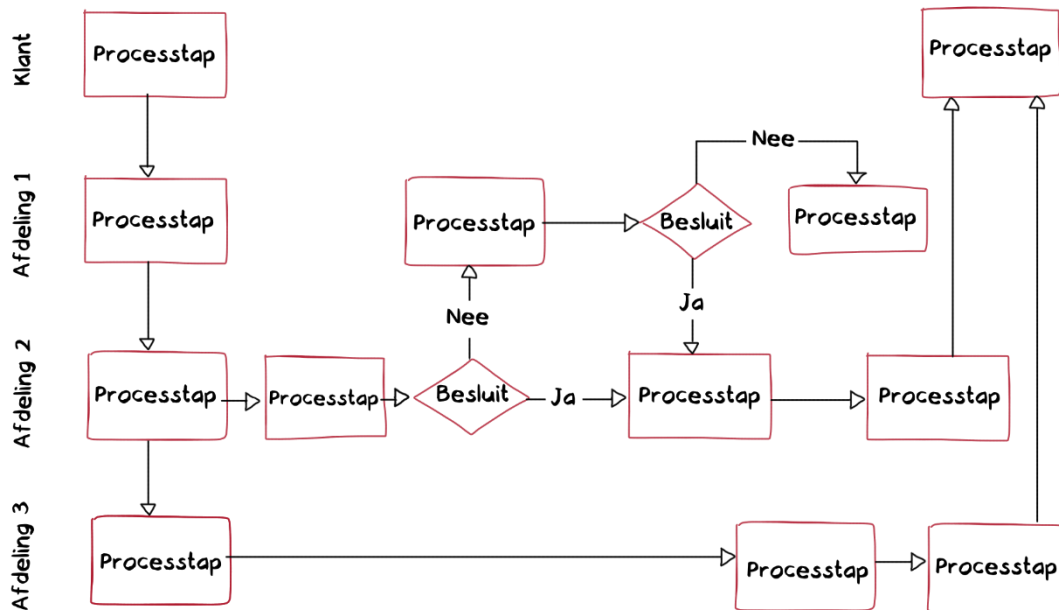 Klant
Processtap
Processtap
Afdeling 1
Processtap
Processtap
Besluit
Nee
Processtap
Nee
Ja
Afdeling 2
Processtap
Processtap
Besluit
Ja
Processtap
Processtap
Afdeling 3
Processtap
Processtap
Processtap